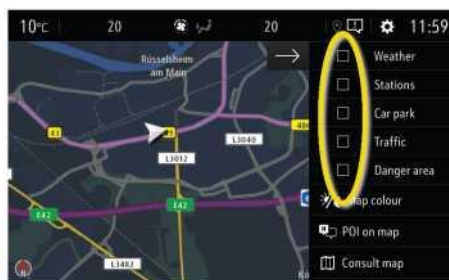 10°C 20 20 11:59
Rüsselsheim
am Main
43
L3040
L3012
E42
E42
L3482
Weather
Stations
Car park
Traffic
Danger area
Map colour
POI on map
Consult map